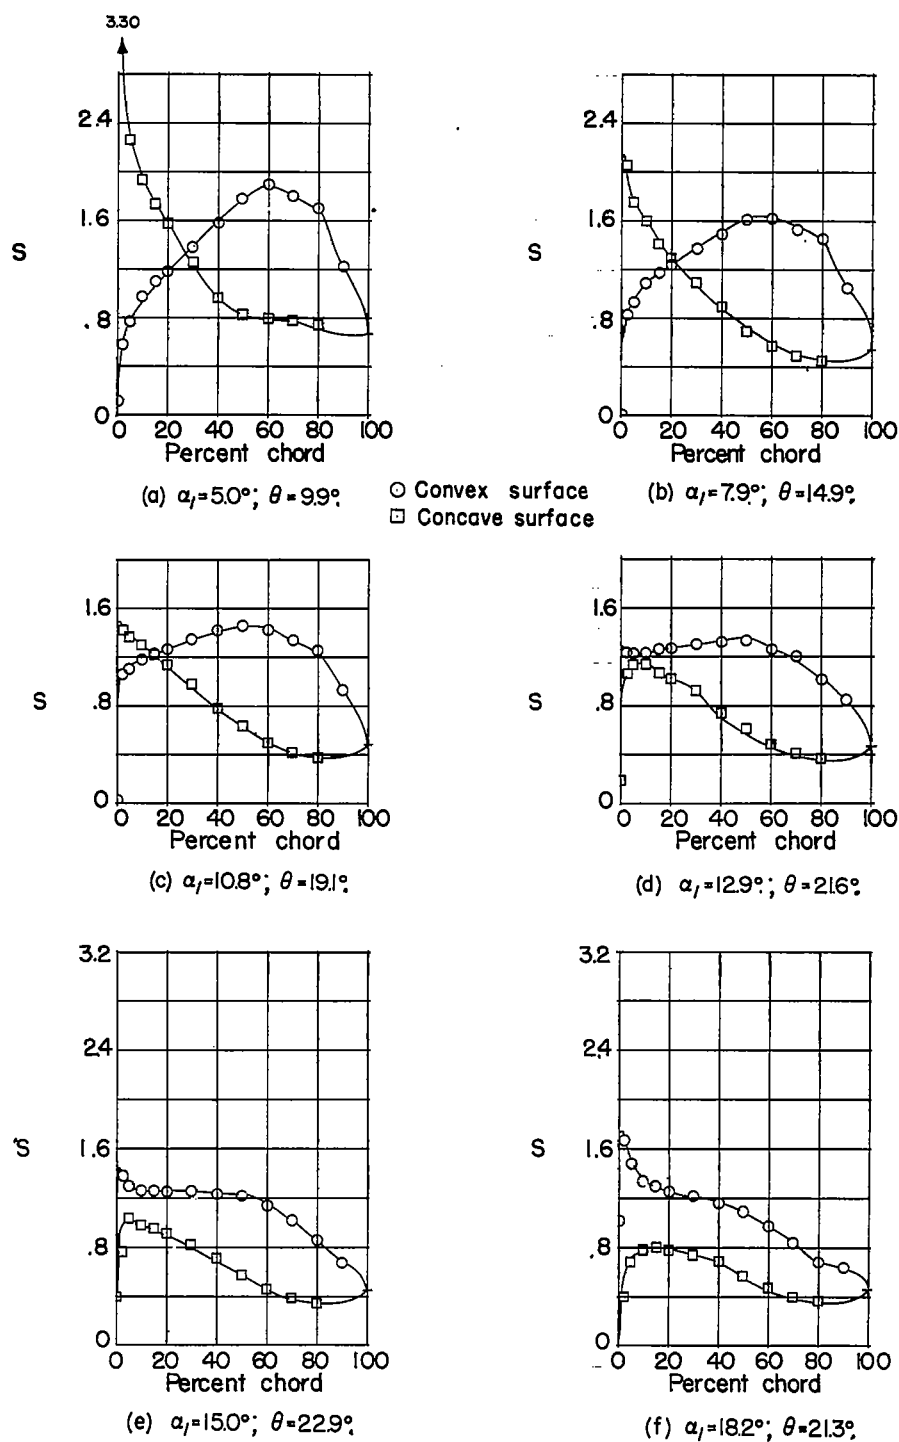 3.30
2.4
1.6
S
.8
0
0 20 40 60 80 100
Percent chord
(a) α₁=5.0°; θ=9.9°.
2.4
1.6
S
.8
0
0 20 40 60 80 100
Percent chord
(b) α₁=7.9°; θ=14.9°.
Convex surface
Concave surface
1.6
S
.8
0
0 20 40 60 80 100
Percent chord
(c) α₁=10.8°; θ=19.1°.
1.6
S
.8
0
0 20 40 60 80 100
Percent chord
(d) α₁=12.9°; θ=21.6°.
3.2
2.4
1.6
S
.8
0
0 20 40 60 80 100
Percent chord
(e) α₁=15.0°; θ=22.9°.
3.2
2.4
1.6
S
.8
0
0 20 40 60 80 100
Percent chord
(f) α₁=18.2°; θ=21.3°.